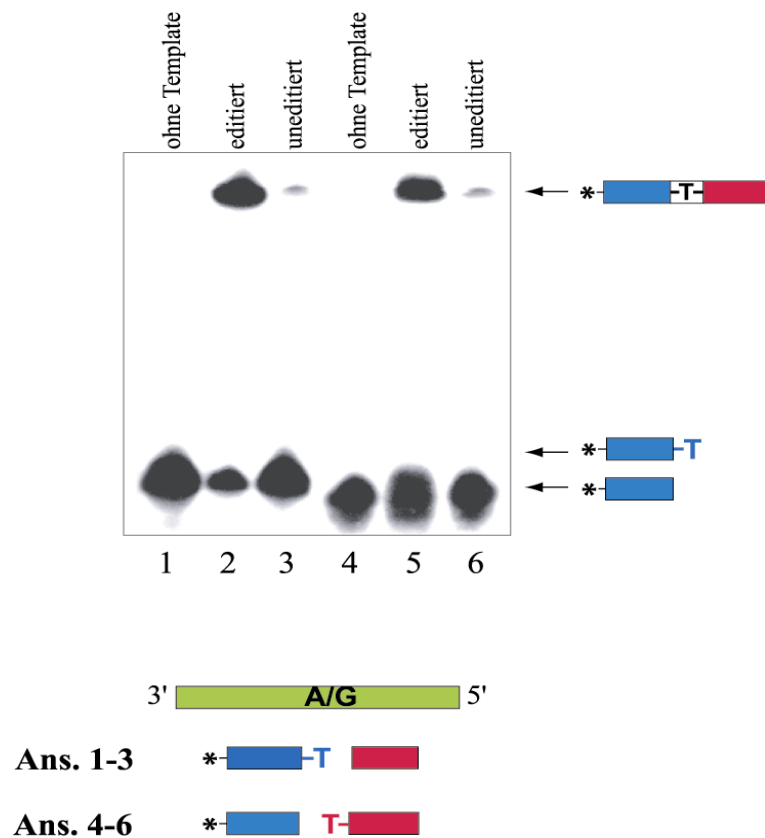 ohne Template
editiert
uneditiert
ohne Template
editiert
uneditiert
*
-T-
*
-T
*
1 2 3 4 5 6
3' A/G 5'
Ans. 1-3 * -T
Ans. 4-6 * T-